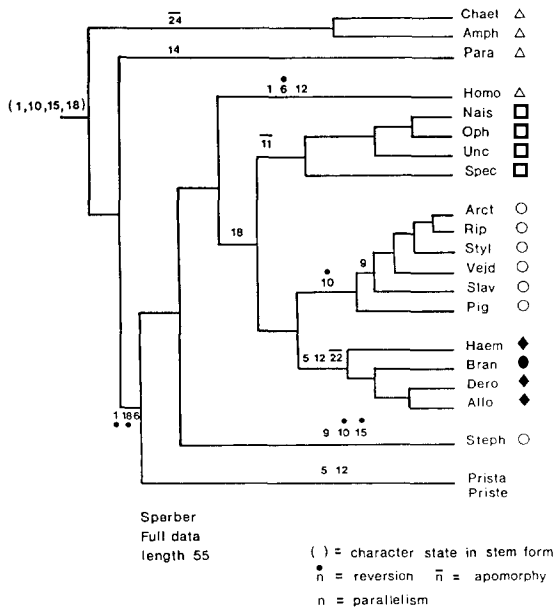 24̅
Chaet △
Amph △
14
Para △
(1,10,15,18)
1 6̇ 12
Homo △
Nais □
Oph □
11̅
Unc □
Spec □
18
Arct ○
Rip ○
Styl ○
9
Vejd ○
10̇
Slav ○
Pig ○
5 12 22̅
Haem ◆
Bran ●
Dero ◆
Allo ◆
1 18 6
9 10̇ 15̇
Steph ○
5 12
Prista
Priste
Sperber
Full data
length 55
( ) = character state in stem form
ṅ = reversion n̅ = apomorphy
n = parallelism